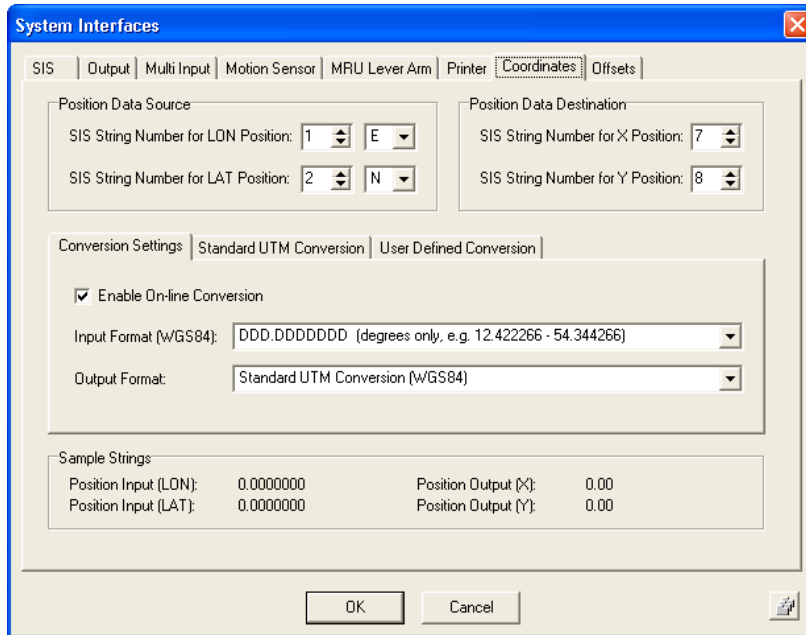 System Interfaces
SIS Output Multi Input Motion Sensor MRU Lever Arm Printer Coordinates Offsets
Position Data Source
SIS String Number for LON Position: 1 E
SIS String Number for LAT Position: 2 N
Position Data Destination
SIS String Number for X Position: 7
SIS String Number for Y Position: 8
Conversion Settings Standard UTM Conversion User Defined Conversion
Enable On-line Conversion
Input Format (WGS84): DDD.DDDDDDD (degrees only, e.g. 12.422266 - 54.344266)
Output Format: Standard UTM Conversion (WGS84)
Sample Strings
Position Input (LON): 0.0000000 Position Output (X): 0.00
Position Input (LAT): 0.0000000 Position Output (Y): 0.00
OK Cancel